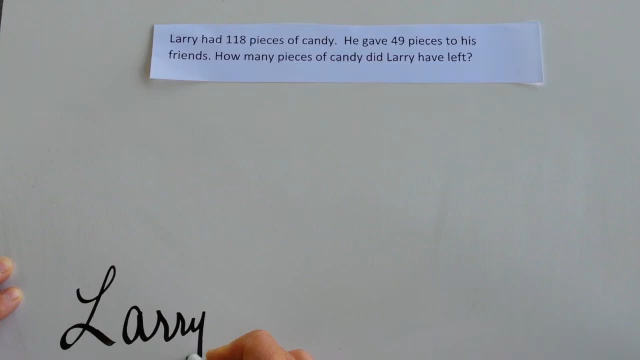 Larry had 118 pieces of candy. He gave 49 pieces to his
friends. How many pieces of candy did Larry have left?
Larry